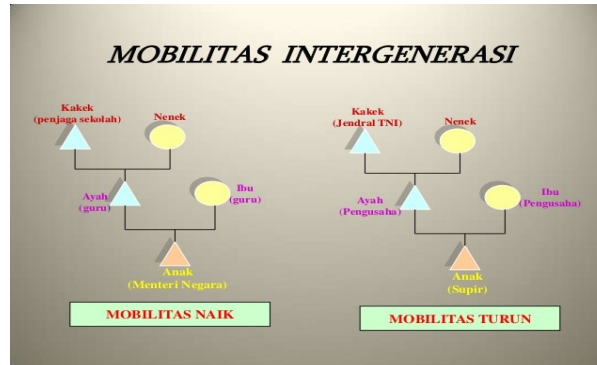 MOBILITAS INTERGENERASI
Kakek
(penjaga sekolah)
Nenek
Ayah
(guru)
Ibu
(guru)
Anak
(Menteri Negara)
MOBILITAS NAIK
Kakek
(Jendral TNI)
Nenek
Ayah
(Pengusaha)
Ibu
(Pengusaha)
Anak
(Supir)
MOBILITAS TURUN